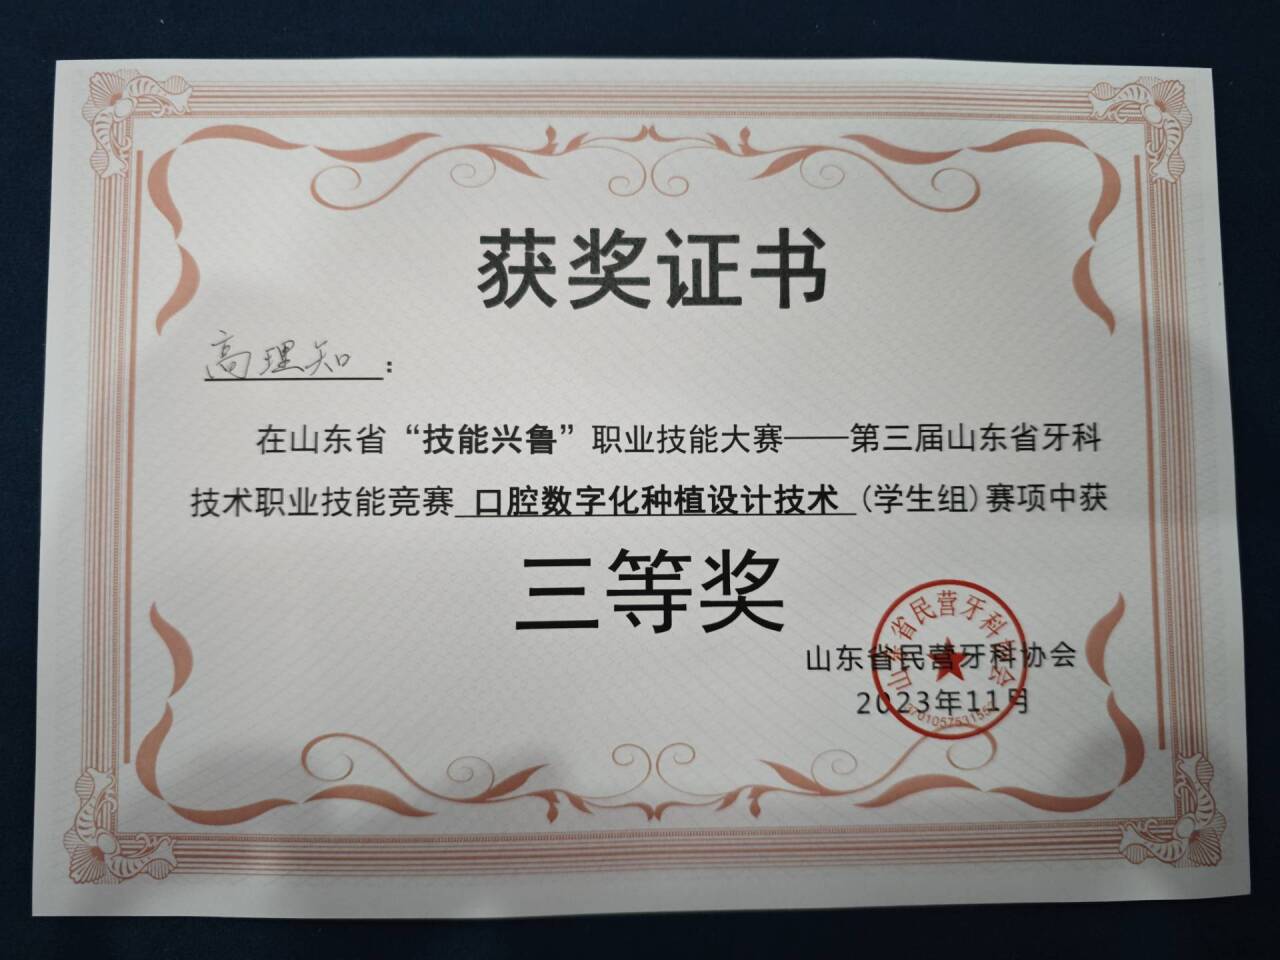 获奖证书
高理知：
在山东省“技能兴鲁”职业技能大赛——第三届山东省牙科
技术职业技能竞赛 口腔数字化种植设计技术 (学生组)赛项中获
三等奖
山东省民营牙科协会
山东省民营牙科协会
2023年11月